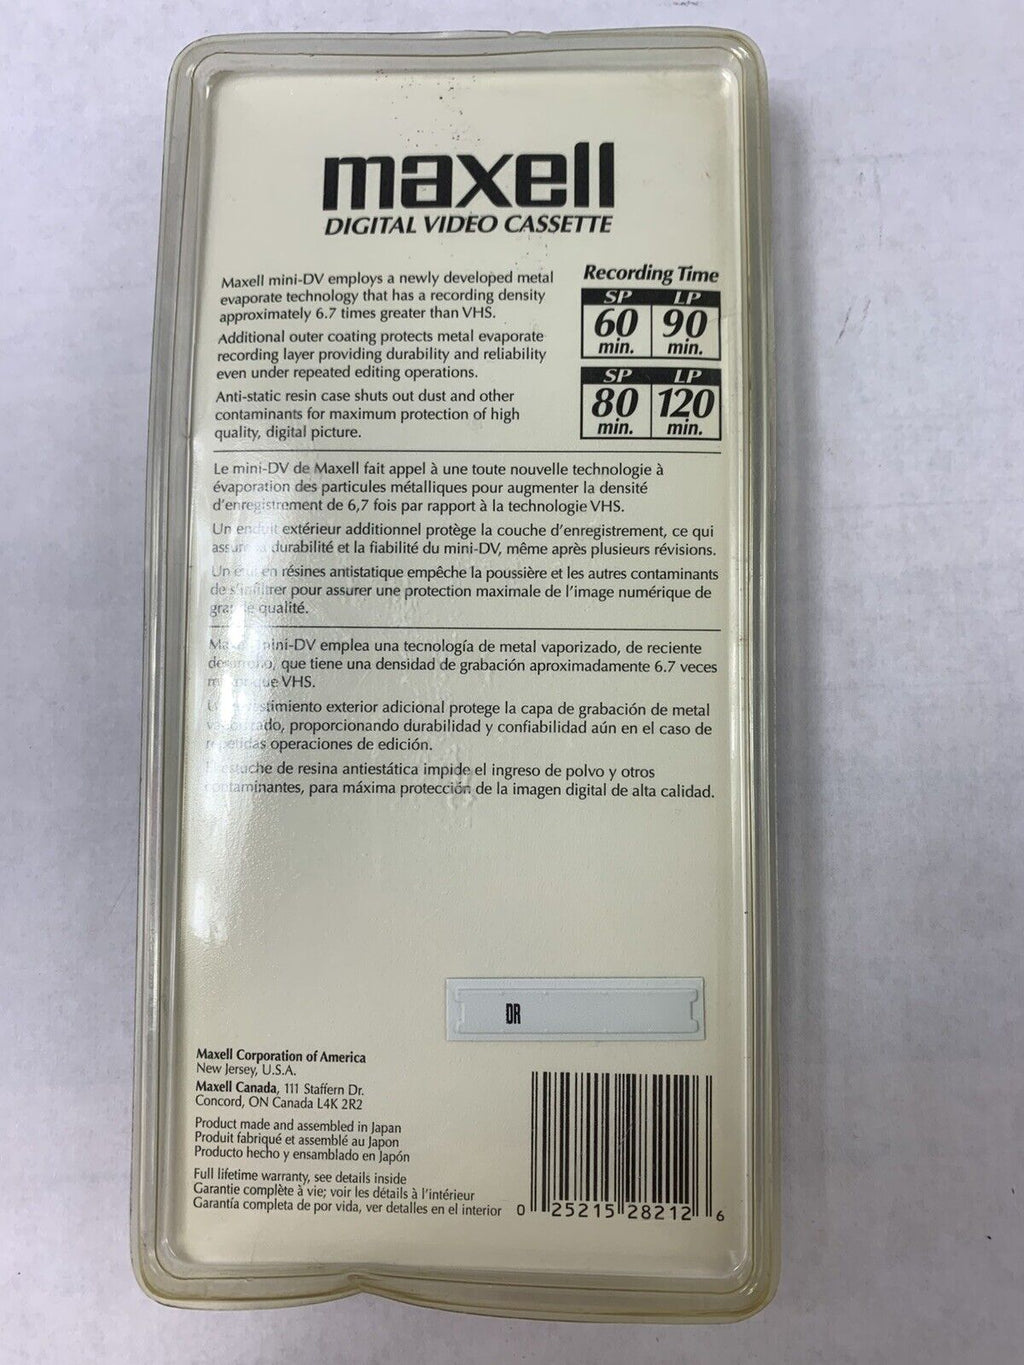 maxell
DIGITAL VIDEO CASSETTE
Maxell mini-DV employs a newly developed metal
evaporate technology that has a recording density
approximately 6.7 times greater than VHS.
Additional outer coating protects metal evaporate
recording layer providing durability and reliability
even under repeated editing operations.
Anti-static resin case shuts out dust and other
contaminants for maximum protection of high
quality, digital picture.
Recording Time
SP LP
60 90
min. min.
SP LP
80 120
min. min.
Le mini-DV de Maxell fait appel à une toute nouvelle technologie à
évaporation des particules métalliques pour augmenter la densité
d'enregistrement de 6,7 fois par rapport à la technologie VHS.
Un enduit extérieur additionnel protège la couche d'enregistrement, ce qui
assure la durabilité et la fiabilité du mini-DV, même après plusieurs révisions.
Un étui en résines antistatique empêche la poussière et les autres contaminants
de s'infiltrer pour assurer une protection maximale de l'image numérique de
grande qualité.
Maxell mini-DV emplea una tecnología de metal vaporizado, de reciente
desarrollo, que tiene una densidad de grabación aproximadamente 6.7 veces
que VHS.
revestimiento exterior adicional protege la capa de grabación de metal
vaporizado, proporcionando durabilidad y confiabilidad aún en el caso de
repetidas operaciones de edición.
estuche de resina antiestática impide el ingreso de polvo y otros
contaminantes, para máxima protección de la imagen digital de alta calidad.
DR
Maxell Corporation of America
New Jersey, U.S.A.
Maxell Canada, 111 Staffern Dr.
Concord, ON Canada L4K 2R2
Product made and assembled in Japan
Produit fabriqué et assemblé au Japon
Producto hecho y ensamblado en Japón
Full lifetime warranty, see details inside
Garantie complète à vie; voir les détails à l'intérieur
Garantía completa de por vida, ver detalles en el interior
0 25215 28212 6